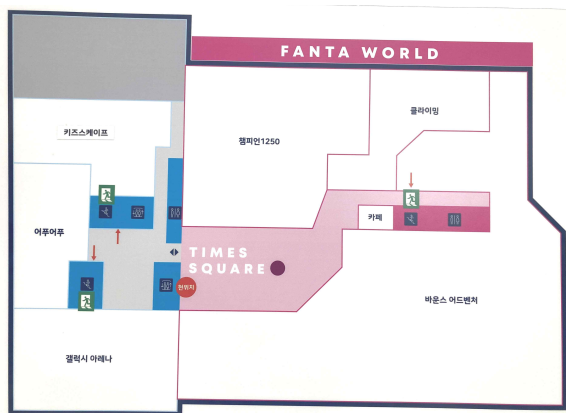 FANTA WORLD
클라이밍
챔피언1250
키즈스케이프
카페
어푸어푸
TIMES
SQUARE
현위치
바운스 어드벤처
갤럭시 아레나